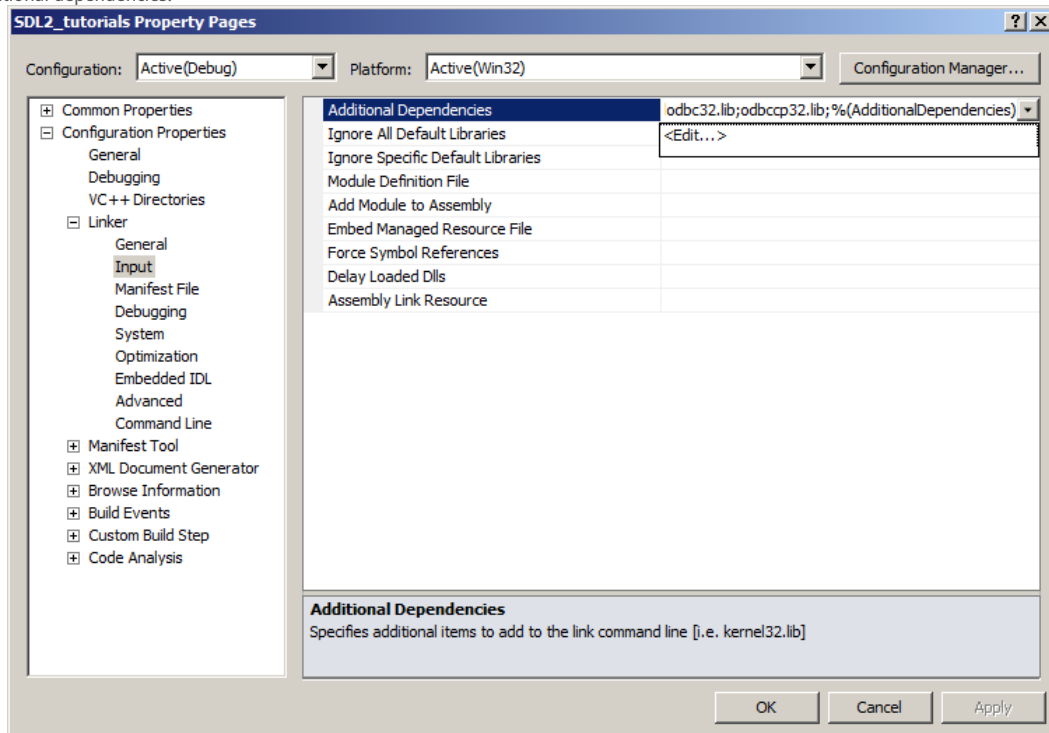 SDL2_tutorials Property Pages
Configuration: Active(Debug) Platform: Active(Win32) Configuration Manager...
Common Properties
Configuration Properties
General
Debugging
VC++ Directories
Linker
General
Input
Manifest File
Debugging
System
Optimization
Embedded IDL
Advanced
Command Line
Manifest Tool
XML Document Generator
Browse Information
Build Events
Custom Build Step
Code Analysis
Additional Dependencies odbc32.lib;odbccp32.lib;%(AdditionalDependencies)
Ignore All Default Libraries <Edit...>
Ignore Specific Default Libraries
Module Definition File
Add Module to Assembly
Embed Managed Resource File
Force Symbol References
Delay Loaded Dlls
Assembly Link Resource
Additional Dependencies
Specifies additional items to add to the link command line [i.e. kernel32.lib]
OK Cancel Apply